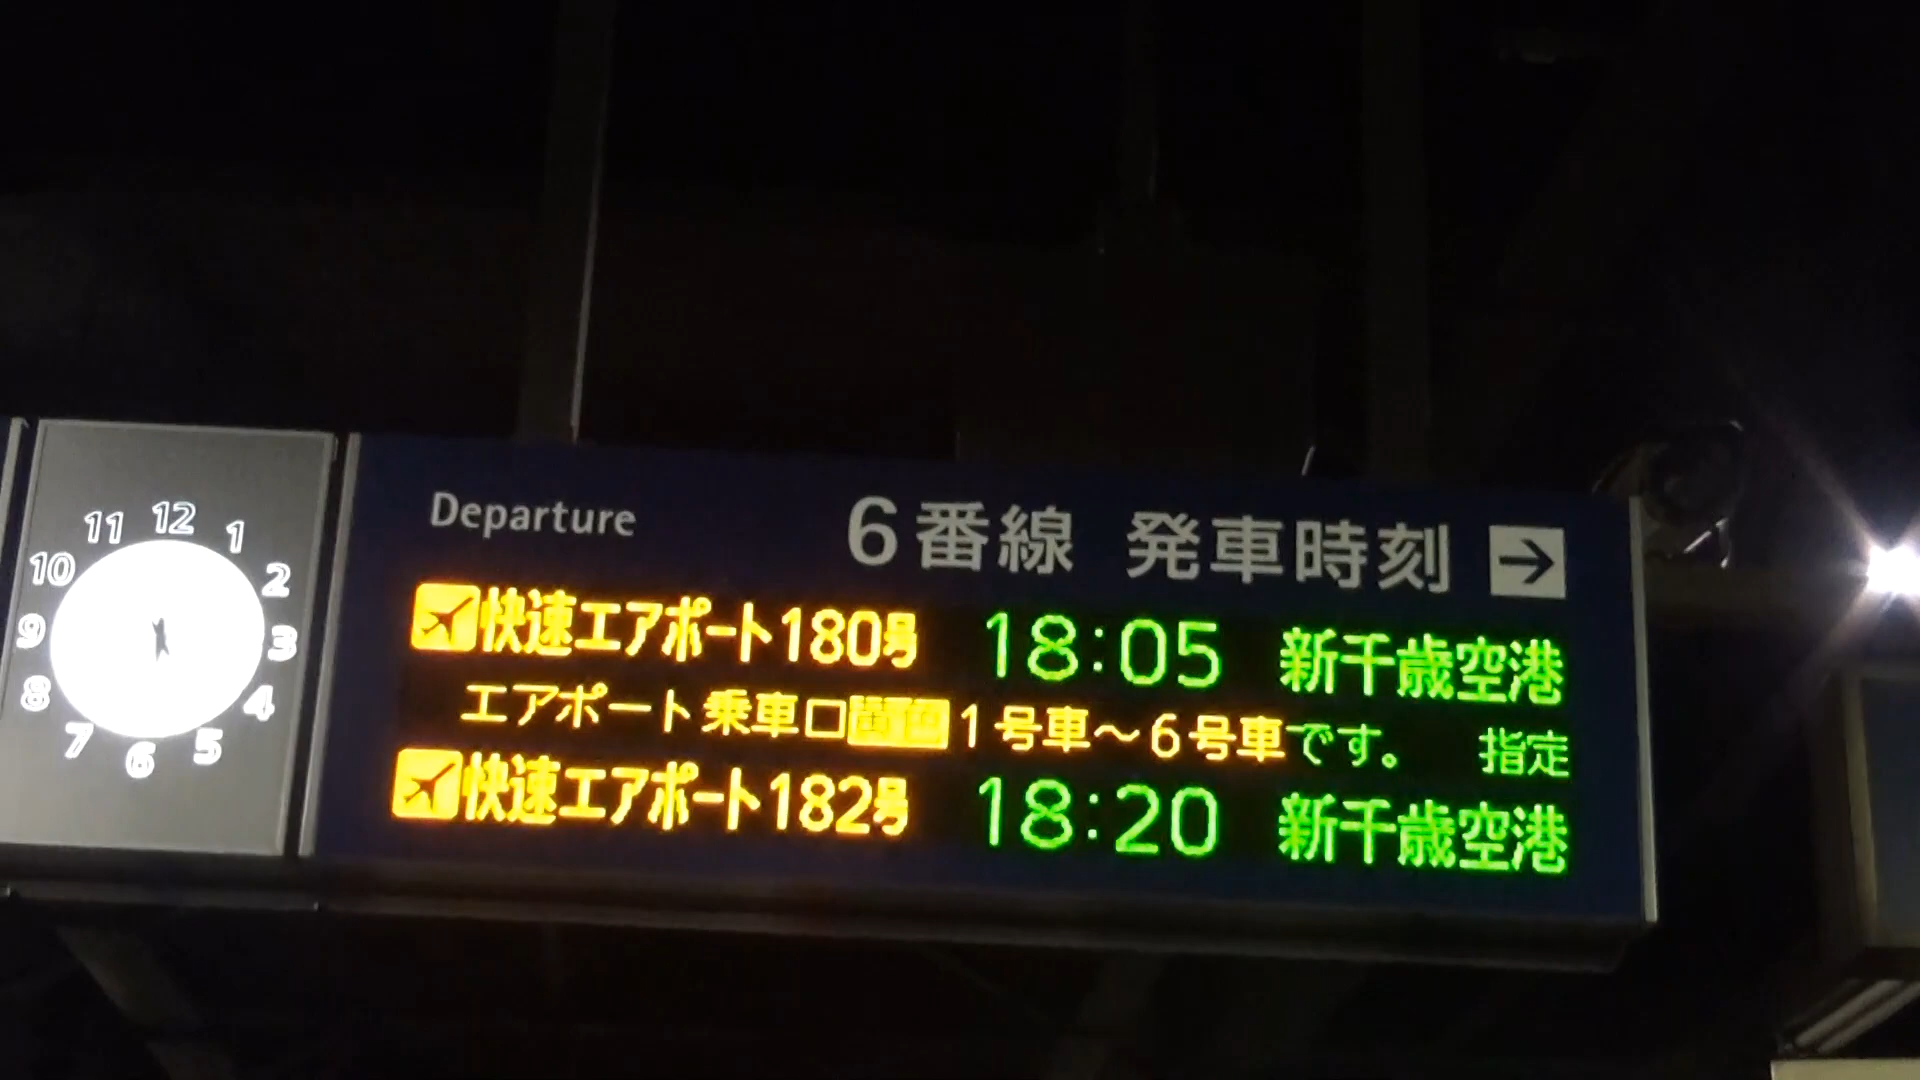 12
11 1
10 2
9 3
8 4
7 5
6
Departure 6番線 発車時刻 →
快速エアポート180号 18:05 新千歳空港
エアポート乗車口 1号車～6号車です。 指定
快速エアポート182号 18:20 新千歳空港